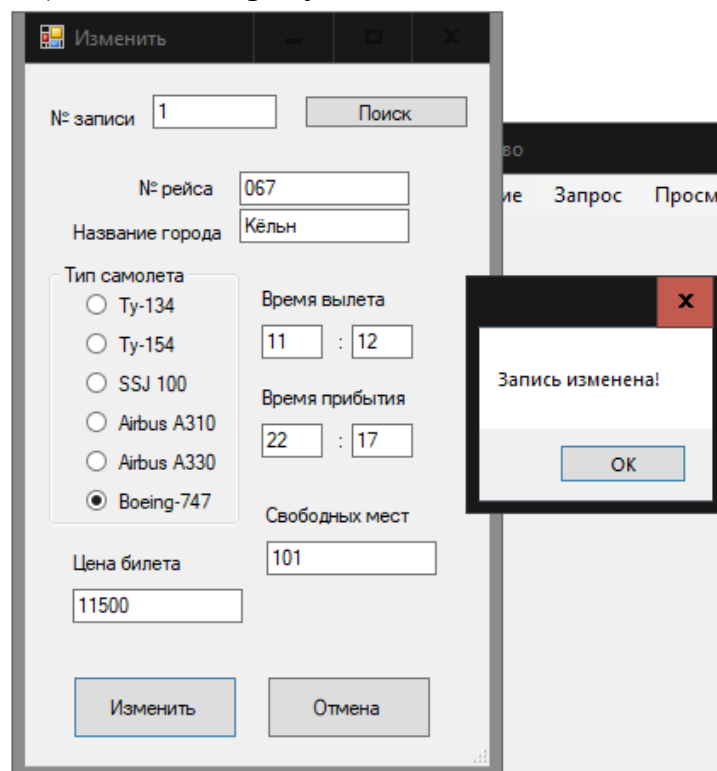 Изменить
№ записи 1 Поиск
во
ие Запрос Просм
№ рейса 067
Название города Кёльн
Тип самолета
Ту-134
Ту-154
SSJ 100
Airbus A310
Airbus A330
Boeing-747
Время вылета
11 : 12
Время прибытия
22 : 17
Свободных мест
101
Цена билета
11500
Изменить Отмена
x
Запись изменена!
OK